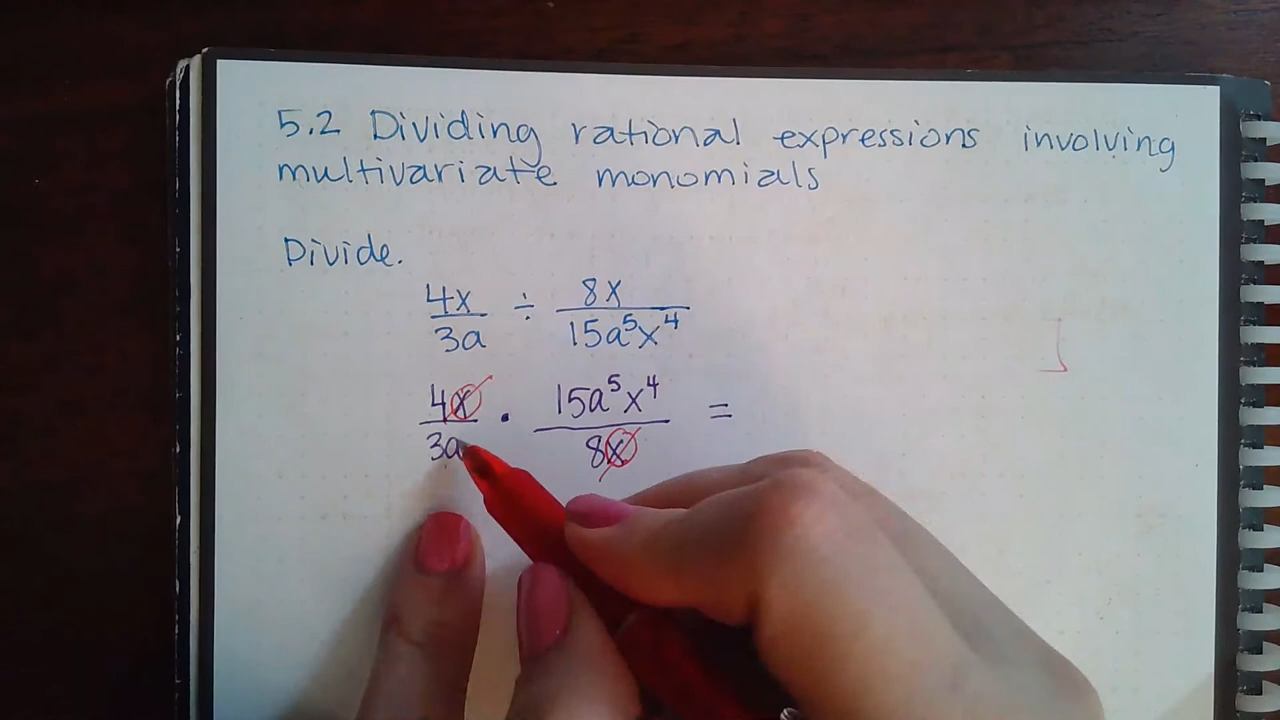 5.2 Dividing rational expressions involving
multivariate monomials
Divide.
4x/3a ÷ 8x/15a⁵x⁴
4x/3a · 15a⁵x⁴/8x =